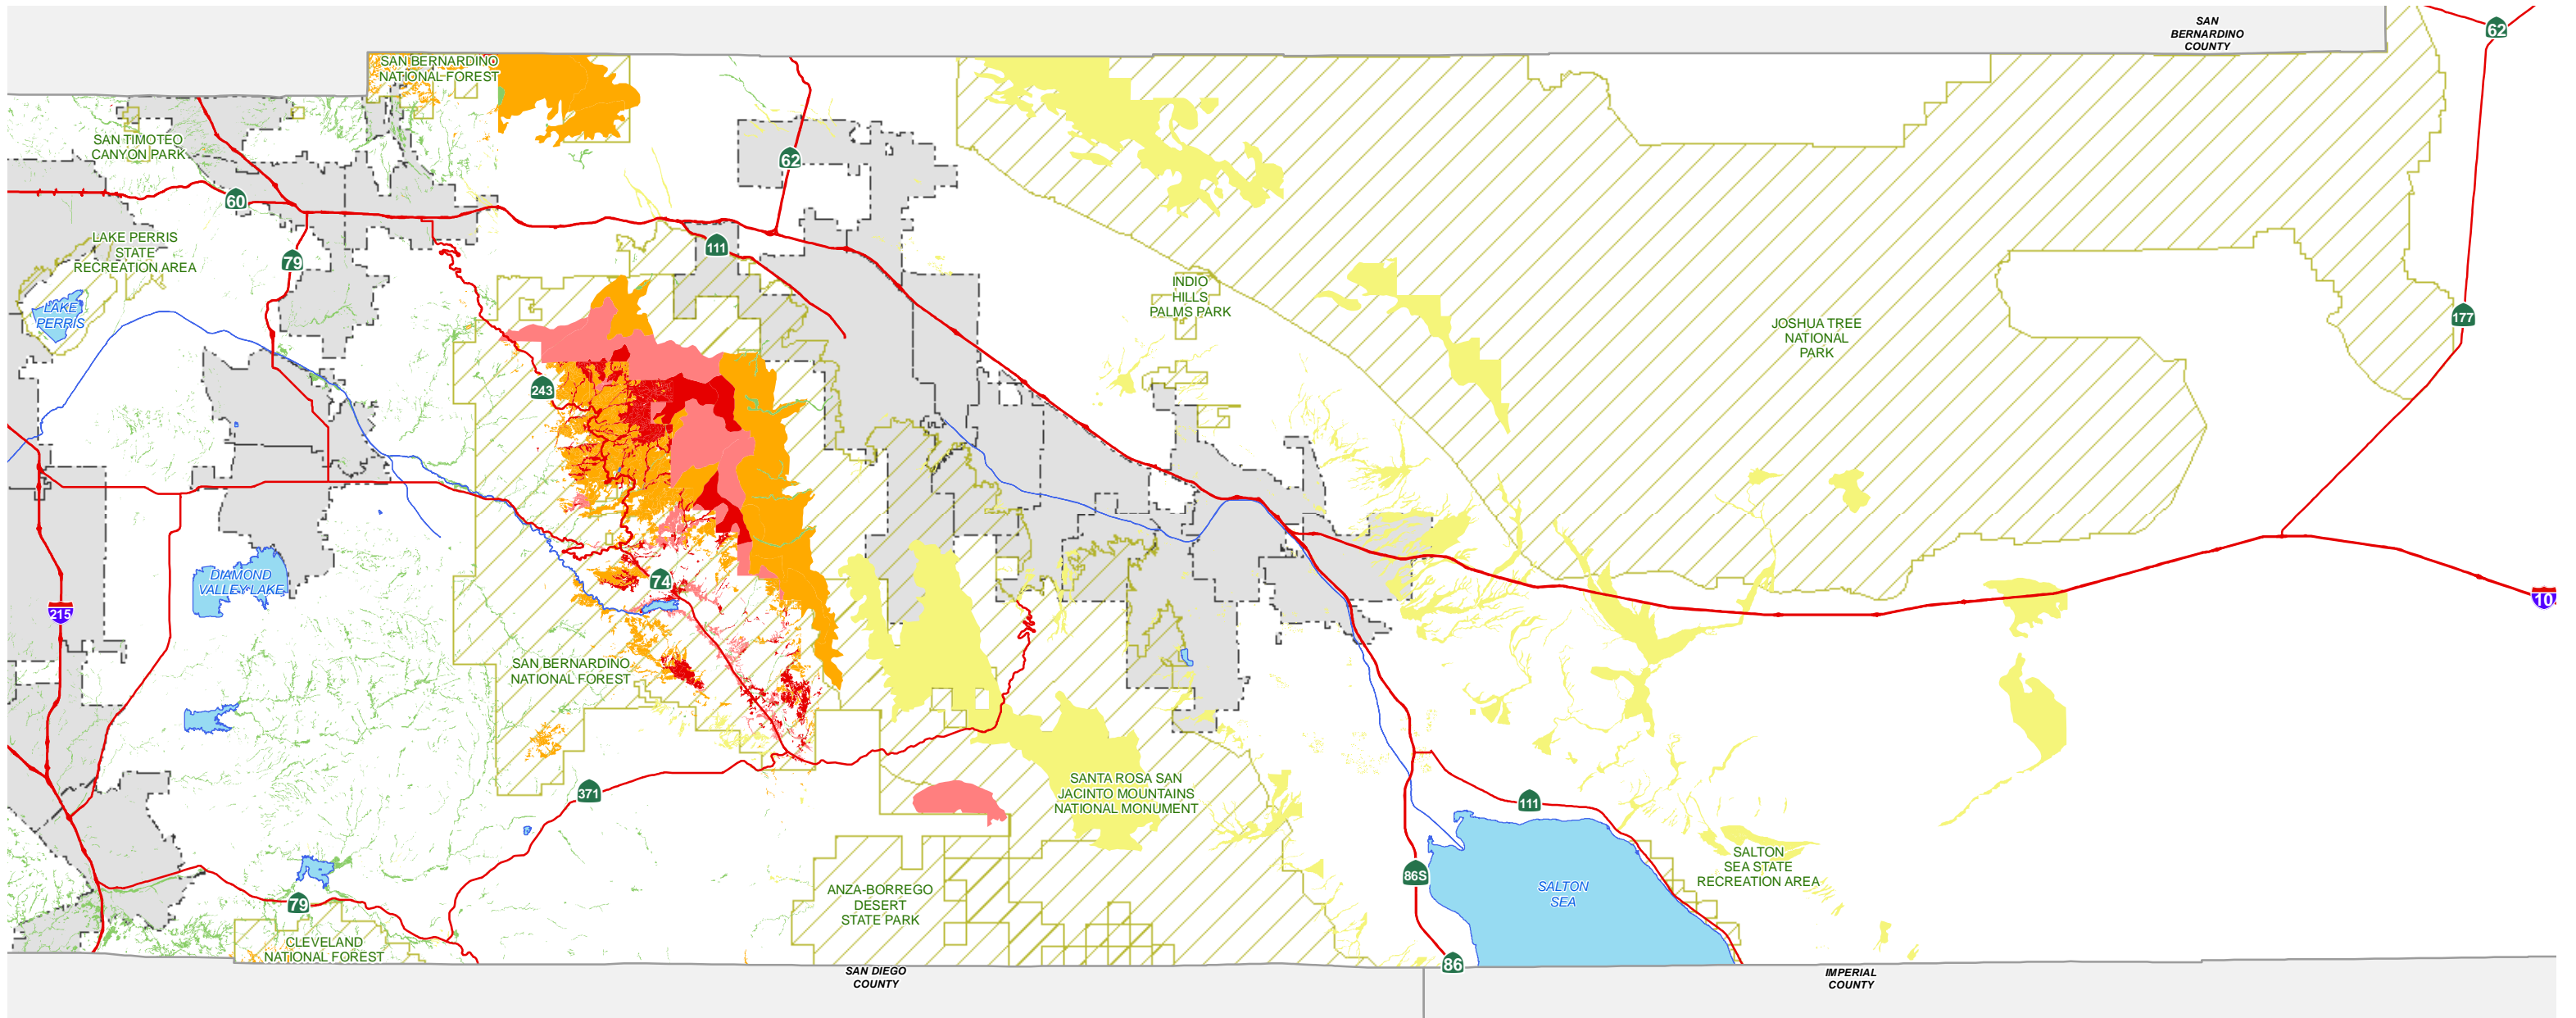 SAN
BERNARDINO
COUNTY
62
SAN BERNARDINO
NATIONAL FOREST
SAN TIMOTEO
CANYON PARK
62
60
LAKE PERRIS
STATE
RECREATION AREA
79
111
LAKE
PERRIS
INDIO
HILLS
PALMS PARK
JOSHUA TREE
NATIONAL
PARK
177
243
DIAMOND
VALLEY LAKE
74
215
10
SAN BERNARDINO
NATIONAL FOREST
371
SANTA ROSA SAN
JACINTO MOUNTAINS
NATIONAL MONUMENT
111
86S
SALTON
SEA STATE
RECREATION AREA
SALTON
SEA
ANZA-BORREGO
DESERT
STATE PARK
79
CLEVELAND
NATIONAL FOREST
86
SAN DIEGO
COUNTY
IMPERIAL
COUNTY